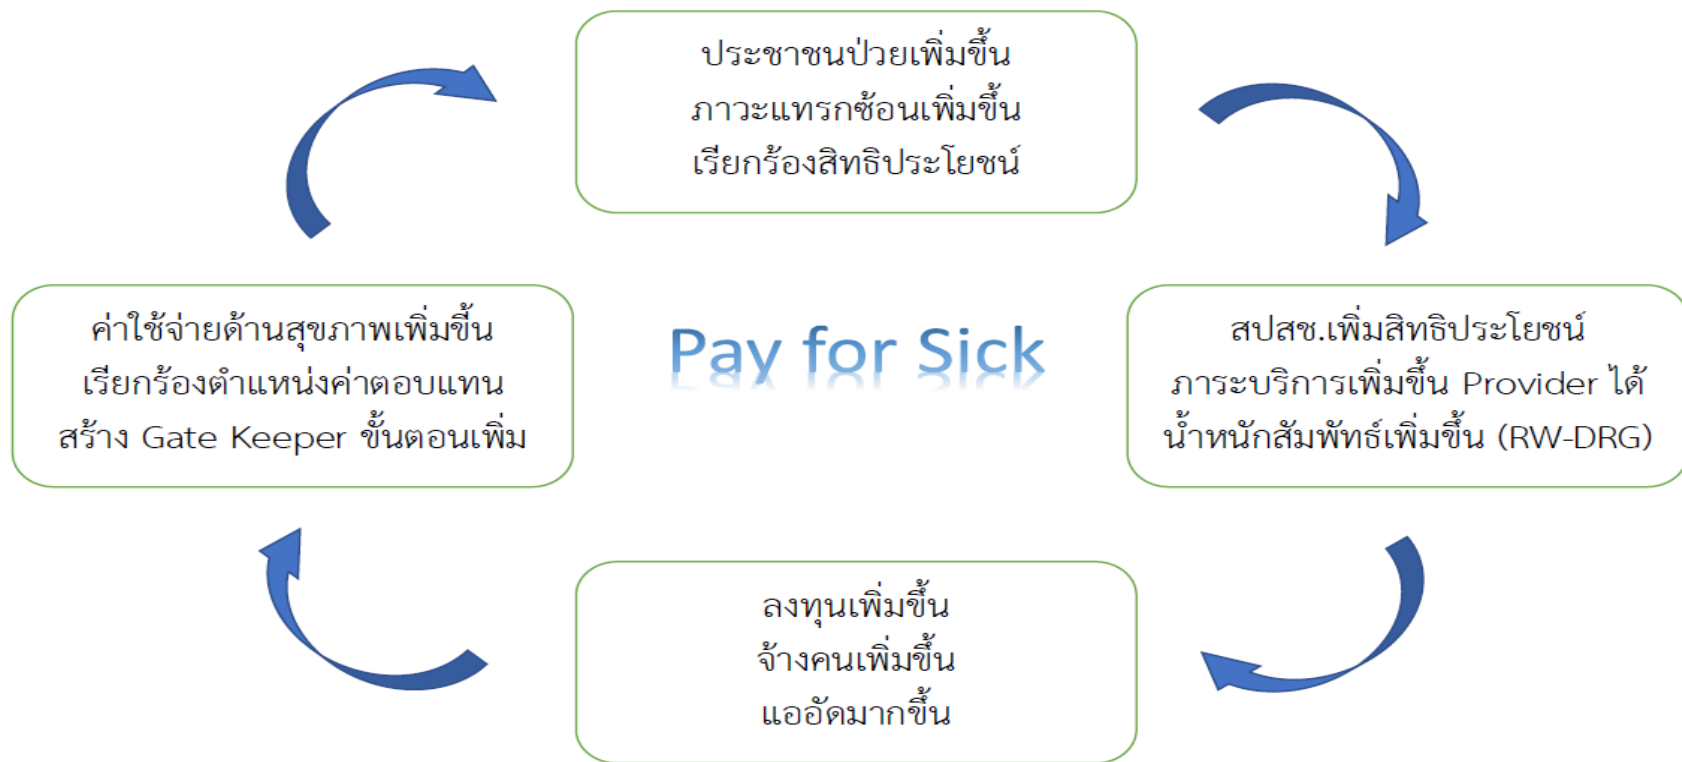 ประชาชนป่วยเพิ่มขึ้น
ภาวะแทรกซ้อนเพิ่มขึ้น
เรียกร้องสิทธิประโยชน์
ค่าใช้จ่ายด้านสุขภาพเพิ่มขึ้น
เรียกร้องตำแหน่งค่าตอบแทน
สร้าง Gate Keeper ขั้นตอนเพิ่ม
Pay for Sick
สปสช.เพิ่มสิทธิประโยชน์
ภาระบริการเพิ่มขึ้น Provider ได้
น้ำหนักสัมพัทธ์เพิ่มขึ้น (RW-DRG)
ลงทุนเพิ่มขึ้น
จ้างคนเพิ่มขึ้น
แออัดมากขึ้น